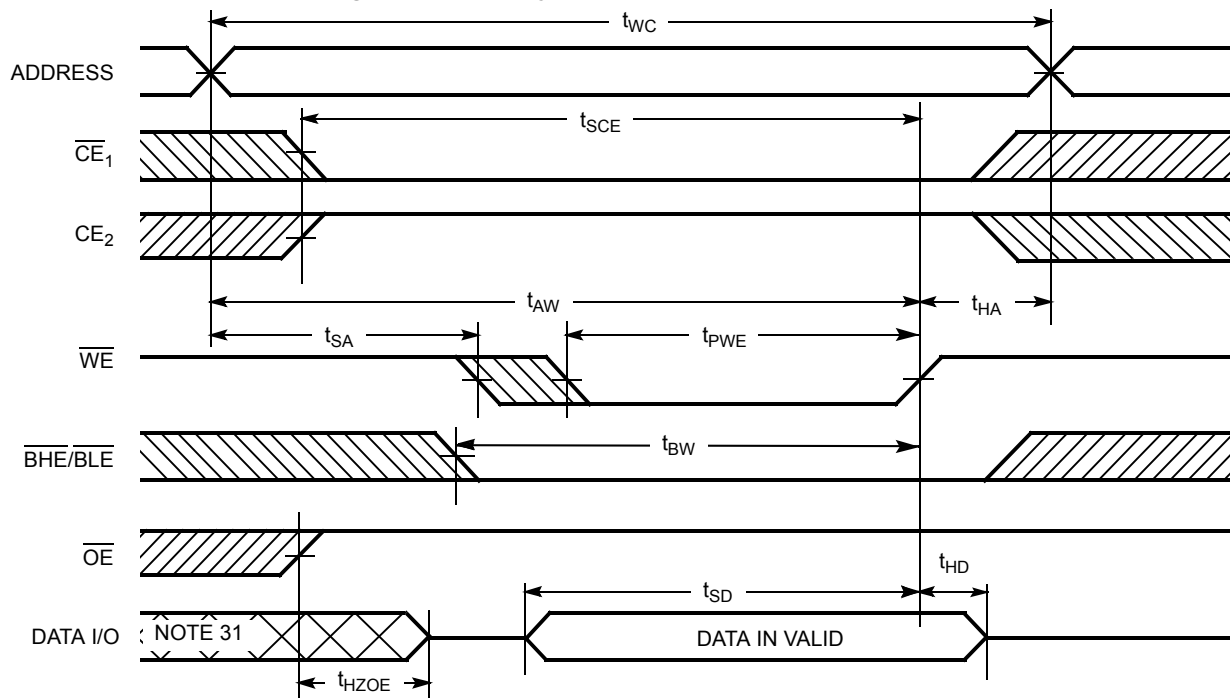 tWC
ADDRESS
tSCE
CE1
CE2
tAW
tHA
tSA
tPWE
WE
tBW
BHE/BLE
OE
tHD
tSD
DATA I/O
NOTE 31
DATA IN VALID
tHZOE